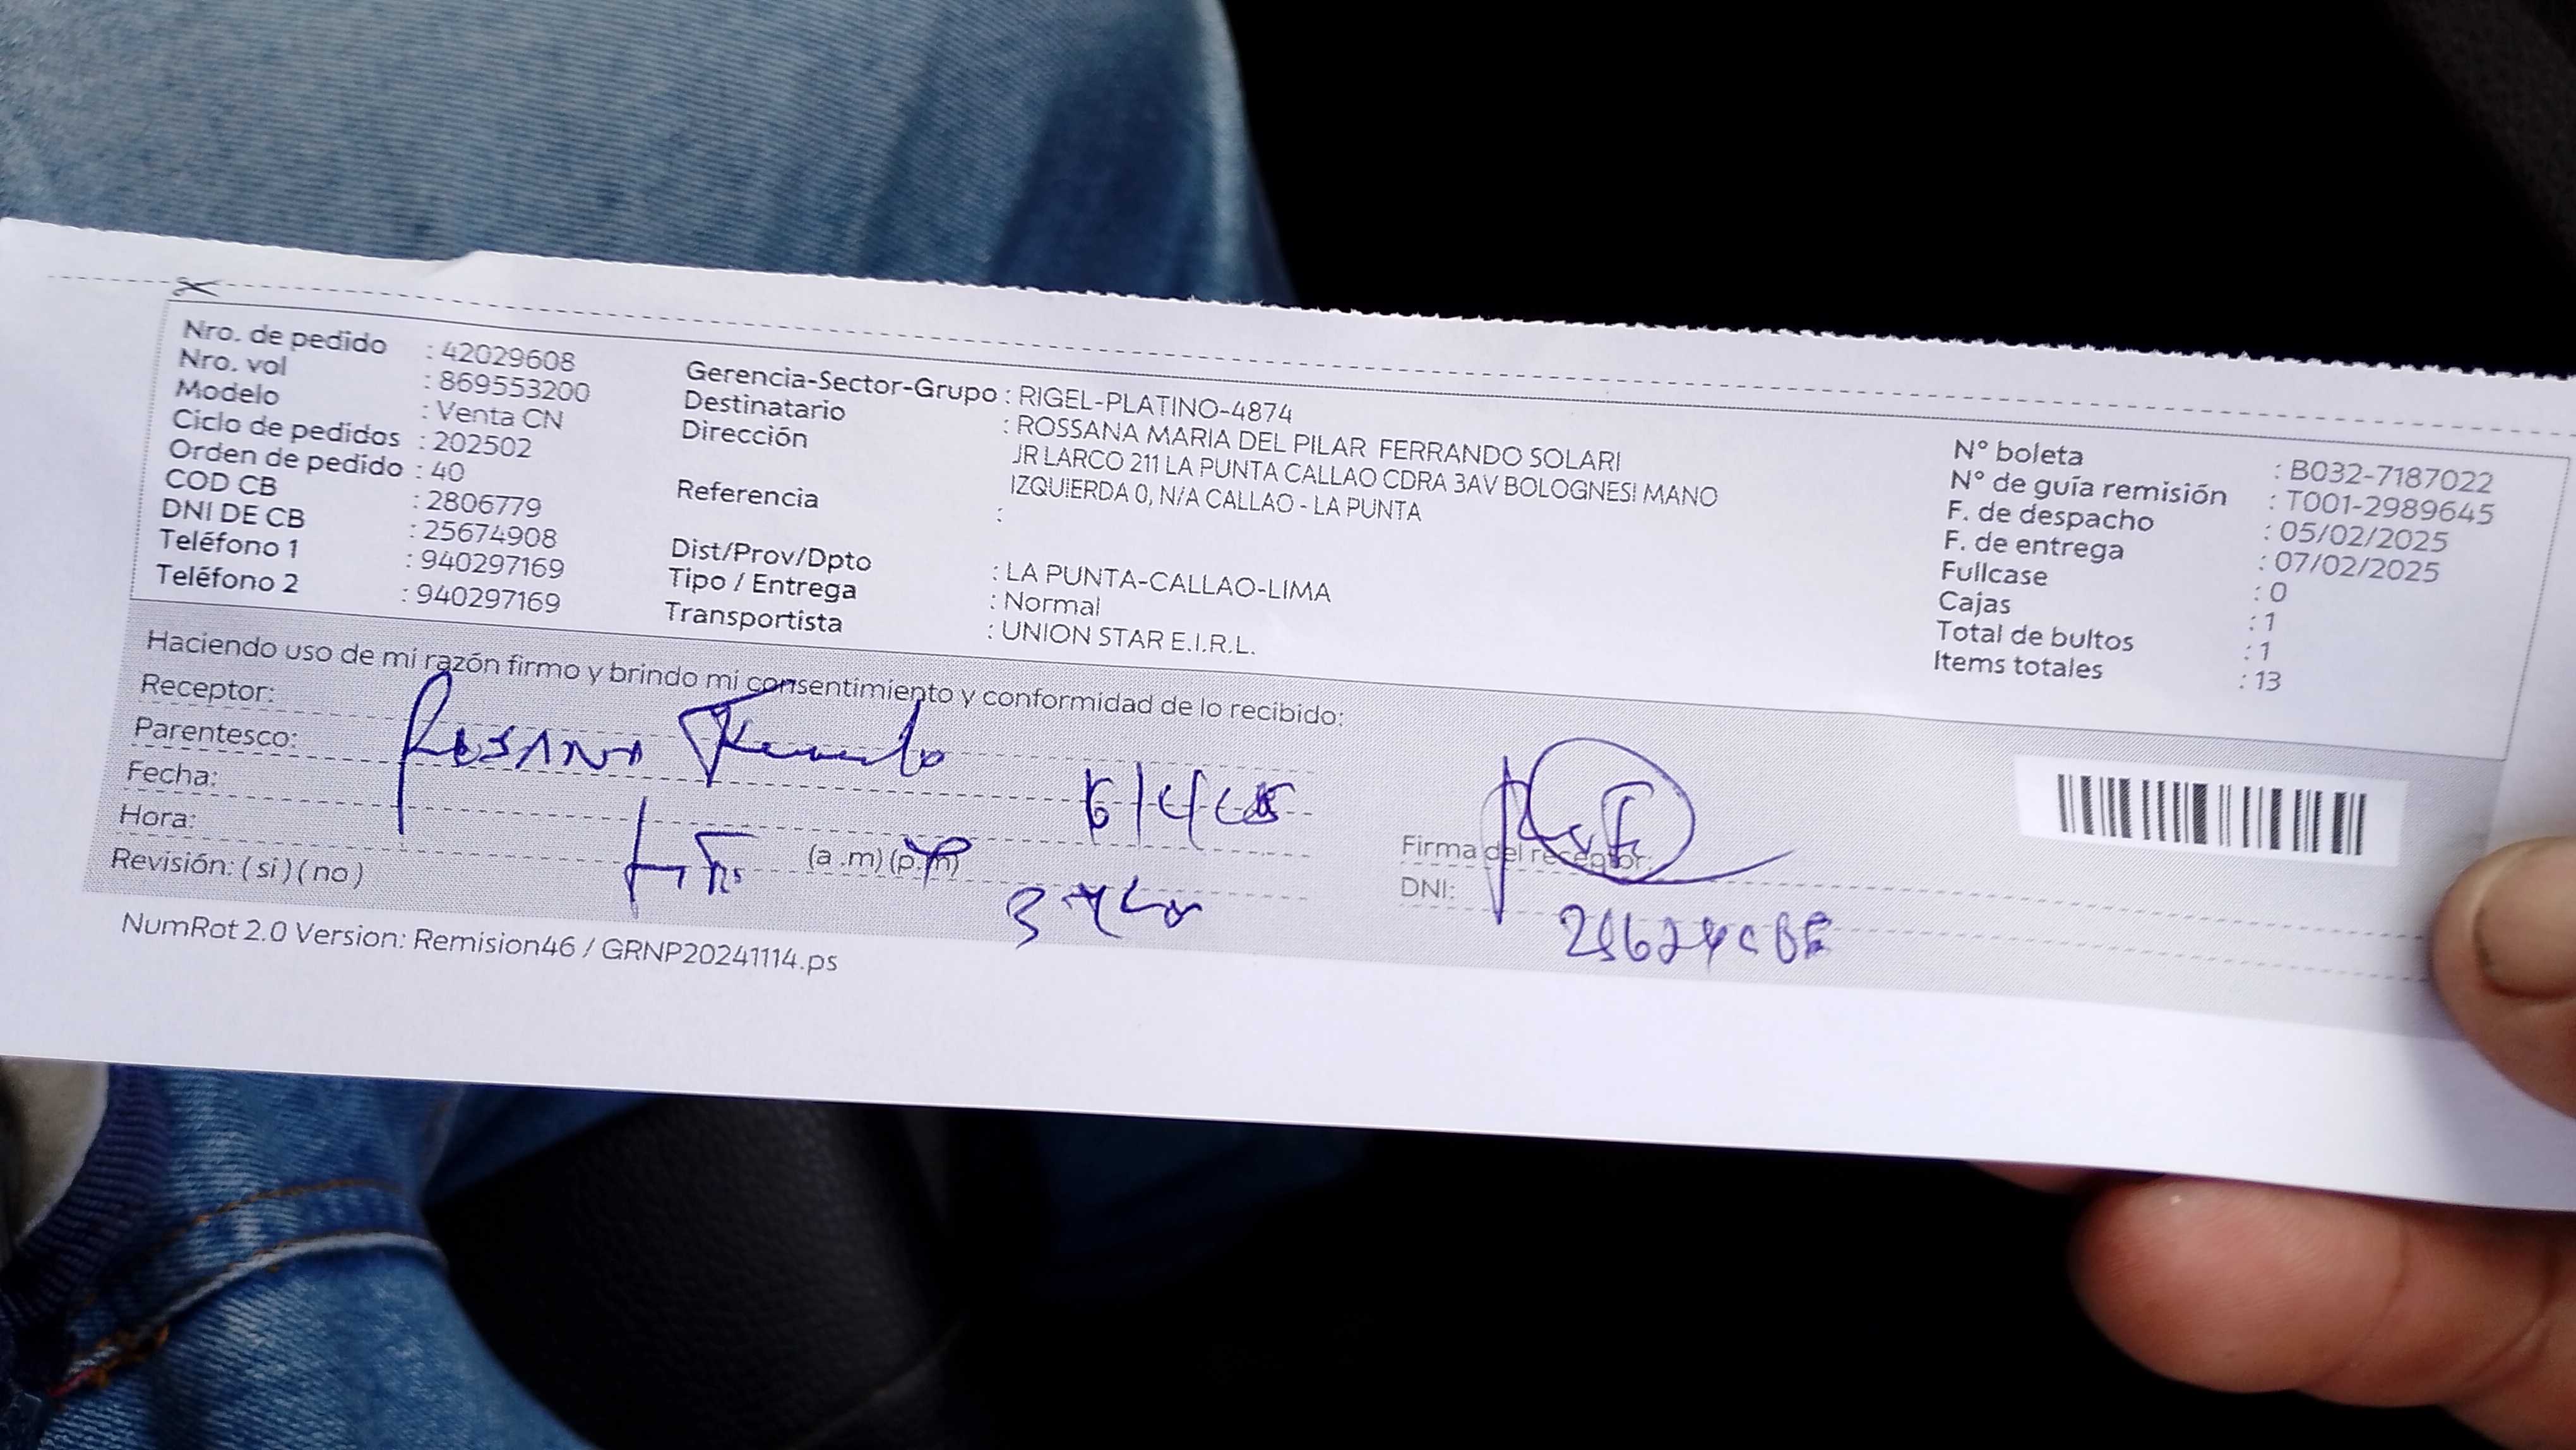 Nro. de pedido : 42029608
Nro. vol : 869553200
Modelo : Venta CN
Ciclo de pedidos : 202502
Orden de pedido : 40
COD CB : 2806779
DNI DE CB : 25674908
Teléfono 1 : 940297169
Teléfono 2 : 940297169
Gerencia-Sector-Grupo : RIGEL-PLATINO-4874
Destinatario : ROSSANA MARIA DEL PILAR FERRANDO SOLARI
Dirección JR LARCO 211 LA PUNTA CALLAO CDRA 3AV BOLOGNESI MANO
IZQUIERDA 0, N/A CALLAO - LA PUNTA
Referencia :
Dist/Prov/Dpto : LA PUNTA-CALLAO-LIMA
Tipo / Entrega : Normal
Transportista : UNION STAR E.I.R.L.
N° boleta : B032-7187022
N° de guía remisión : T001-2989645
F. de despacho : 05/02/2025
F. de entrega : 07/02/2025
Fullcase : 0
Cajas : 1
Total de bultos : 1
Items totales : 13
Haciendo uso de mi razón firmo y brindo mi consentimiento y conformidad de lo recibido:
Receptor:
Parentesco:
Fecha:
Hora: (a .m) (p.m)
Revisión: ( si ) ( no )
Firma del receptor:
DNI:
NumRot 2.0 Version: Remision46 / GRNP20241114.ps